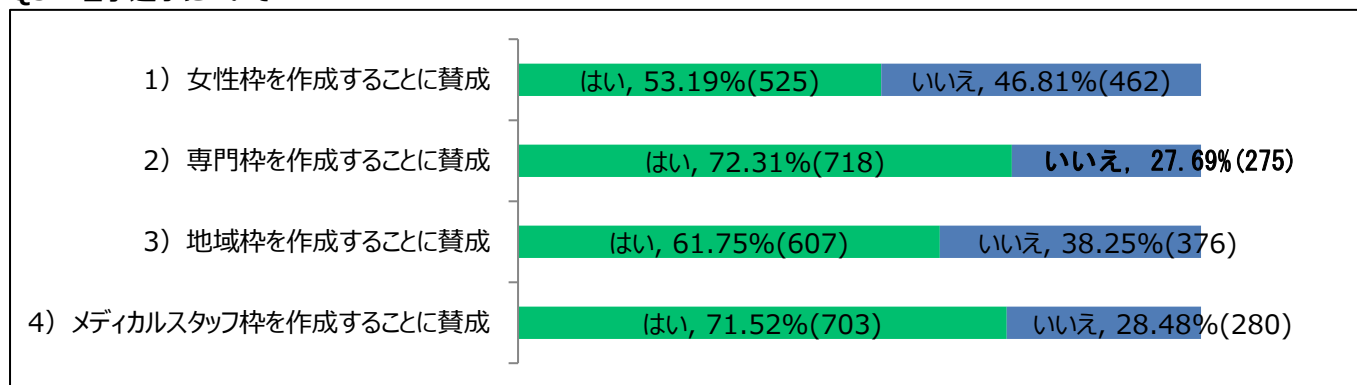 1）女性枠を作成することに賛成 はい, 53.19%(525) いいえ, 46.81%(462)
2）専門枠を作成することに賛成 はい, 72.31%(718) いいえ, 27.69%(275)
3）地域枠を作成することに賛成 はい, 61.75%(607) いいえ, 38.25%(376)
4）メディカルスタッフ枠を作成することに賛成 はい, 71.52%(703) いいえ, 28.48%(280)